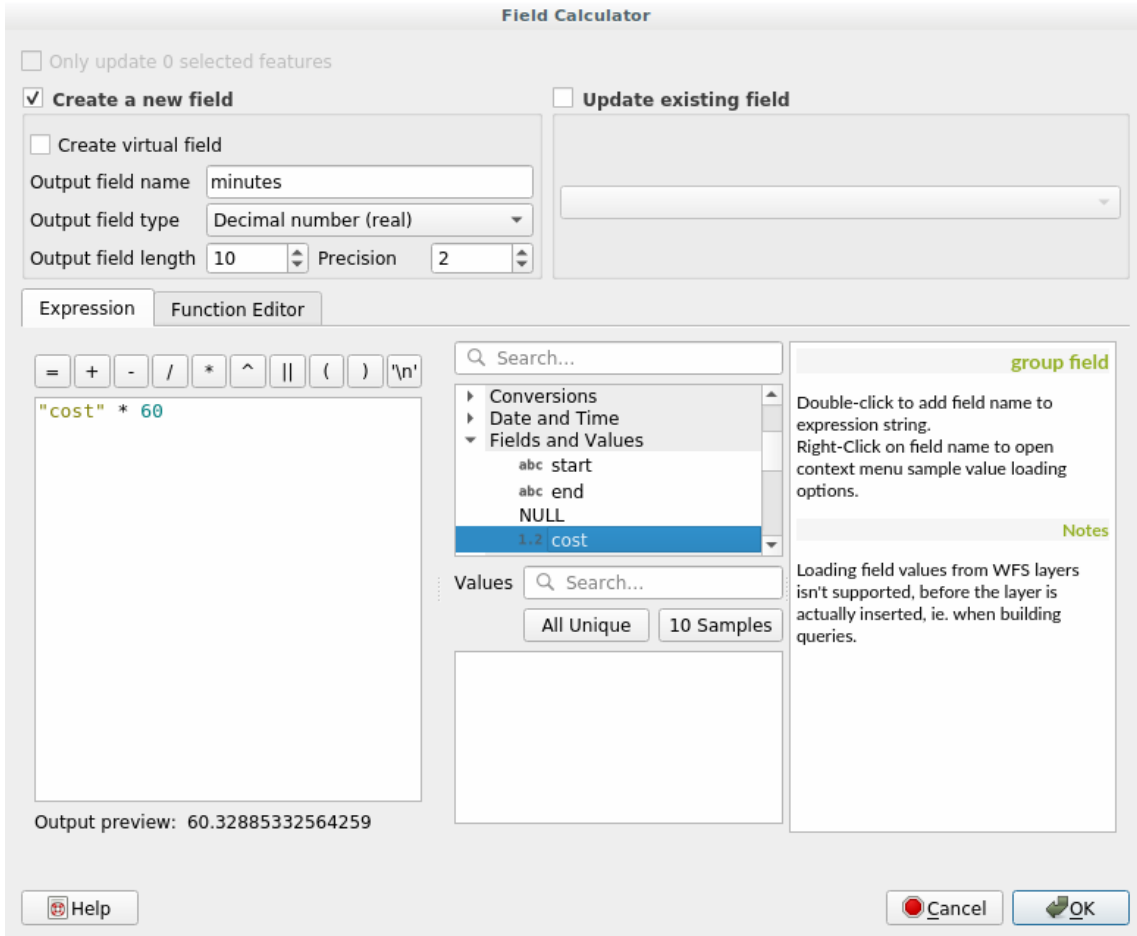 Field Calculator
Only update 0 selected features
Create a new field
Update existing field
Create virtual field
Output field name minutes
Output field type Decimal number (real)
Output field length 10 Precision 2
Expression
Function Editor
= + - / * ^ || ( ) '\n'
"cost" * 60
Output preview: 60.32885332564259
Search...
Conversions
Date and Time
Fields and Values
abc start
abc end
NULL
1.2 cost
Values Search...
All Unique 10 Samples
group field
Double-click to add field name to
expression string.
Right-Click on field name to open
context menu sample value loading
options.
Notes
Loading field values from WFS layers
isn't supported, before the layer is
actually inserted, ie. when building
queries.
Help
Cancel
OK